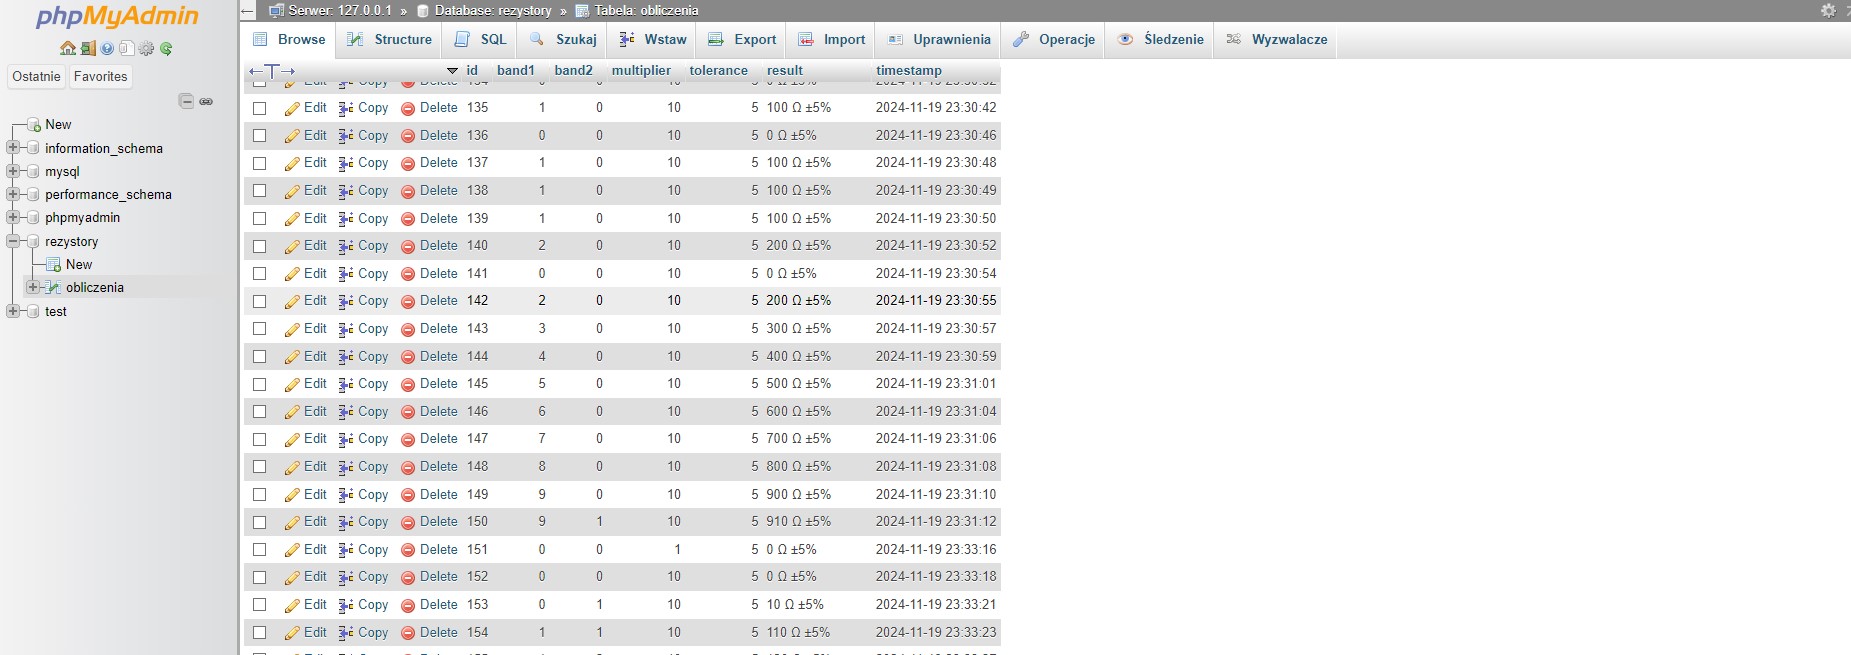 phpMyAdmin
Ostatnie Favorites
New
information_schema
mysql
performance_schema
phpmyadmin
rezystory
New
obliczenia
test
Serwer: 127.0.0.1 » Database: rezystory » Tabela: obliczenia
Browse Structure SQL Szukaj Wstaw Export Import Uprawnienia Operacje Śledzenie Wyzwalacze
←T→ id band1 band2 multiplier tolerance result timestamp
Edit Copy Delete 135 1 0 10 5 100 Ω ±5% 2024-11-19 23:30:42
Edit Copy Delete 136 0 0 10 5 0 Ω ±5% 2024-11-19 23:30:46
Edit Copy Delete 137 1 0 10 5 100 Ω ±5% 2024-11-19 23:30:48
Edit Copy Delete 138 1 0 10 5 100 Ω ±5% 2024-11-19 23:30:49
Edit Copy Delete 139 1 0 10 5 100 Ω ±5% 2024-11-19 23:30:50
Edit Copy Delete 140 2 0 10 5 200 Ω ±5% 2024-11-19 23:30:52
Edit Copy Delete 141 0 0 10 5 0 Ω ±5% 2024-11-19 23:30:54
Edit Copy Delete 142 2 0 10 5 200 Ω ±5% 2024-11-19 23:30:55
Edit Copy Delete 143 3 0 10 5 300 Ω ±5% 2024-11-19 23:30:57
Edit Copy Delete 144 4 0 10 5 400 Ω ±5% 2024-11-19 23:30:59
Edit Copy Delete 145 5 0 10 5 500 Ω ±5% 2024-11-19 23:31:01
Edit Copy Delete 146 6 0 10 5 600 Ω ±5% 2024-11-19 23:31:04
Edit Copy Delete 147 7 0 10 5 700 Ω ±5% 2024-11-19 23:31:06
Edit Copy Delete 148 8 0 10 5 800 Ω ±5% 2024-11-19 23:31:08
Edit Copy Delete 149 9 0 10 5 900 Ω ±5% 2024-11-19 23:31:10
Edit Copy Delete 150 9 1 10 5 910 Ω ±5% 2024-11-19 23:31:12
Edit Copy Delete 151 0 0 1 5 0 Ω ±5% 2024-11-19 23:33:16
Edit Copy Delete 152 0 0 10 5 0 Ω ±5% 2024-11-19 23:33:18
Edit Copy Delete 153 0 1 10 5 10 Ω ±5% 2024-11-19 23:33:21
Edit Copy Delete 154 1 1 10 5 110 Ω ±5% 2024-11-19 23:33:23